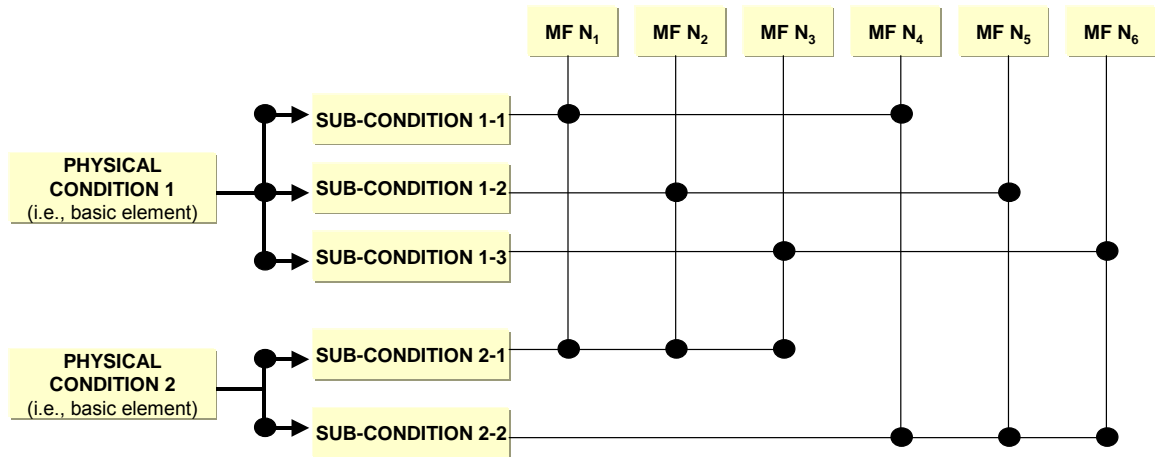 MF N₁ MF N₂ MF N₃ MF N₄ MF N₅ MF N₆
SUB-CONDITION 1-1
PHYSICAL
CONDITION 1
(i.e., basic element)
SUB-CONDITION 1-2
SUB-CONDITION 1-3
SUB-CONDITION 2-1
PHYSICAL
CONDITION 2
(i.e., basic element)
SUB-CONDITION 2-2